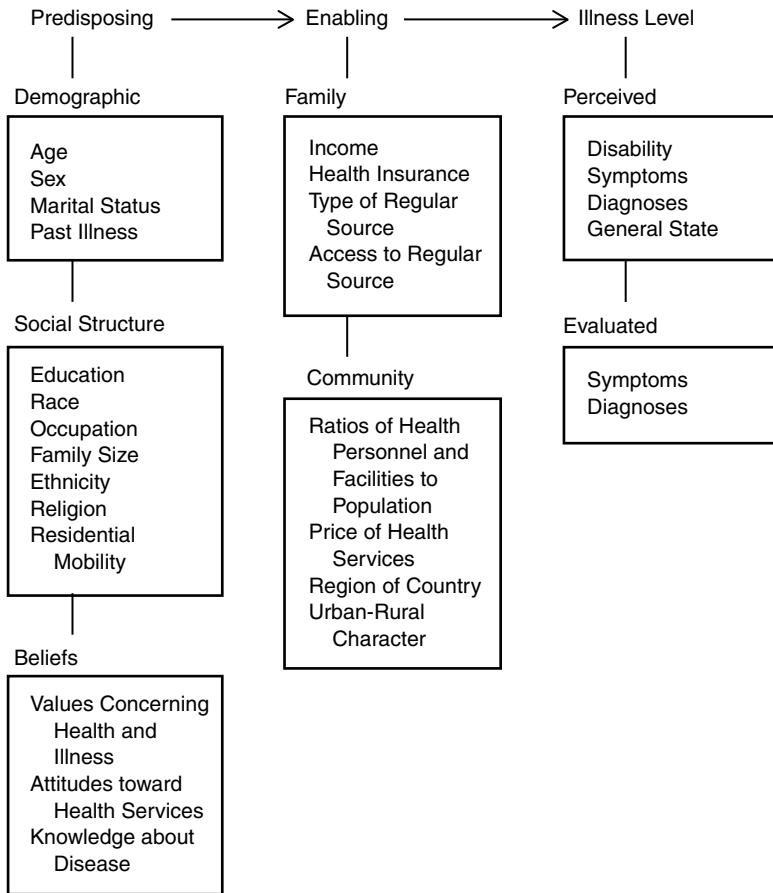 Predisposing
Enabling
Illness Level
Demographic
Age
Sex
Marital Status
Past Illness
Social Structure
Education
Race
Occupation
Family Size
Ethnicity
Religion
Residential
Mobility
Beliefs
Values Concerning
Health and
Illness
Attitudes toward
Health Services
Knowledge about
Disease
Family
Income
Health Insurance
Type of Regular
Source
Access to Regular
Source
Community
Ratios of Health
Personnel and
Facilities to
Population
Price of Health
Services
Region of Country
Urban-Rural
Character
Perceived
Disability
Symptoms
Diagnoses
General State
Evaluated
Symptoms
Diagnoses